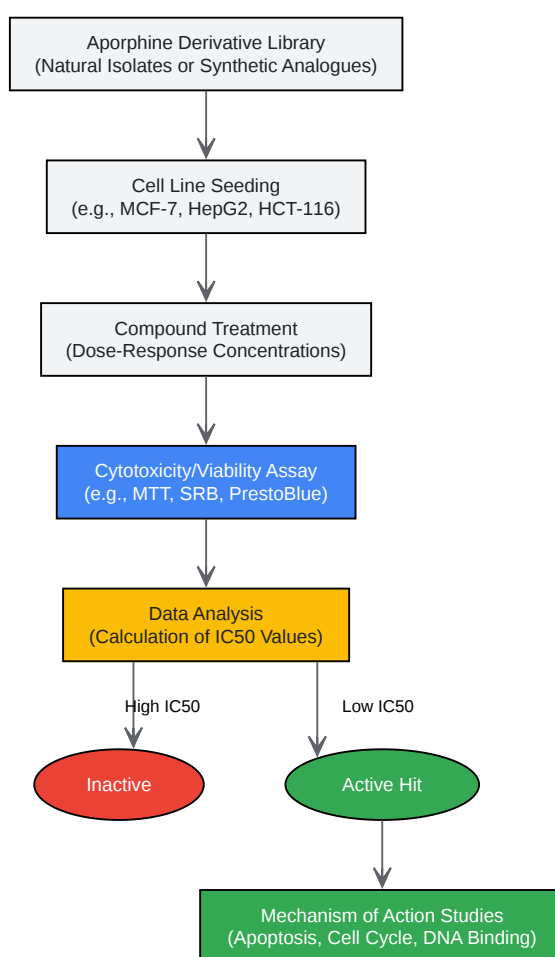 Aporphine Derivative Library
(Natural Isolates or Synthetic Analogues)
Cell Line Seeding
(e.g., MCF-7, HepG2, HCT-116)
Compound Treatment
(Dose-Response Concentrations)
Cytotoxicity/Viability Assay
(e.g., MTT, SRB, PrestoBlue)
Data Analysis
(Calculation of IC50 Values)
High IC50
Low IC50
Inactive
Active Hit
Mechanism of Action Studies
(Apoptosis, Cell Cycle, DNA Binding)